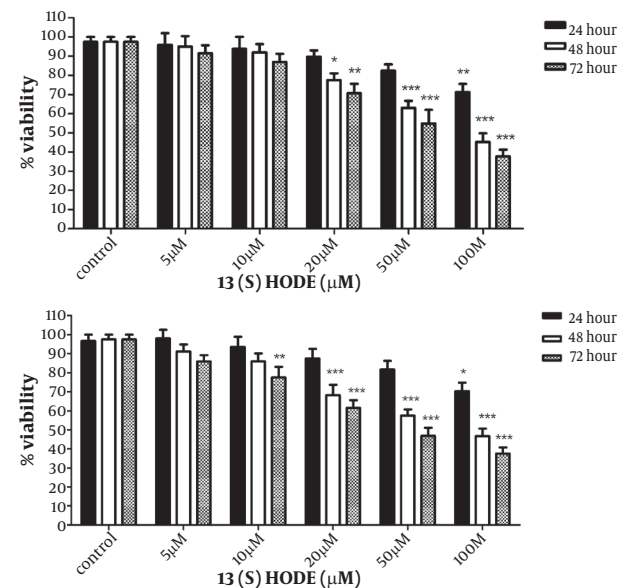 110
100
90
80
70
60
50
40
30
20
10
0
% viability
* ** *** *** ** *** ***
control 5µM 10µM 20µM 50µM 100M
13 (S) HODE (µM)
24 hour
48 hour
72 hour
110
100
90
80
70
60
50
40
30
20
10
0
% viability
** *** *** *** *** * *** ***
control 5µM 10µM 20µM 50µM 100M
13 (S) HODE (µM)
24 hour
48 hour
72 hour